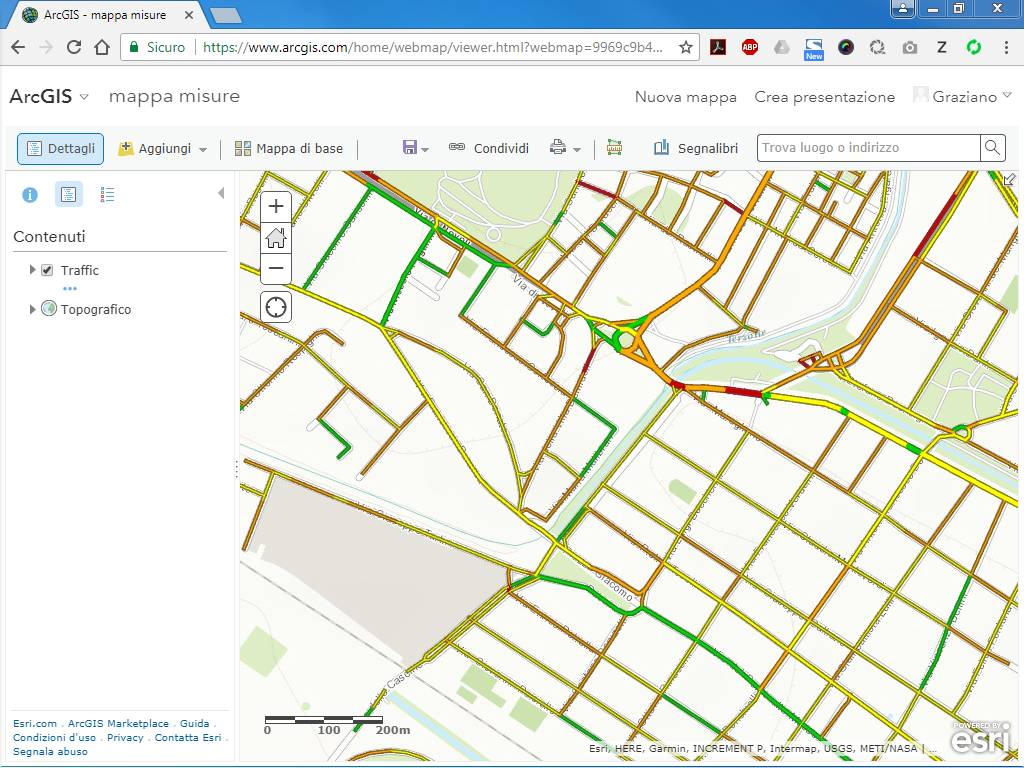 ArcGIS - mappa misure
Sicuro https://www.arcgis.com/home/webmap/viewer.html?webmap=9969c9b4...
ABP
New
Z
ArcGIS mappa misure
Nuova mappa Crea presentazione Graziano
Dettagli Aggiungi Mappa di base Condividi Segnalibri Trova luogo o indirizzo
Contenuti
Traffic
Topografico
Terzolle
Giacomo
0 100 200m
Esri.com . ArcGIS Marketplace . Guida .
Condizioni d'uso . Privacy . Contatta Esri .
Segnala abuso
Esri, HERE, Garmin, INCREMENT P, Intermap, USGS, METI/NASA | ...
POWERED BY
esri